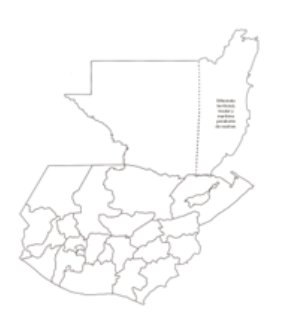 Diferendo
territorial,
insular y
marítimo
pendiente
de resolver